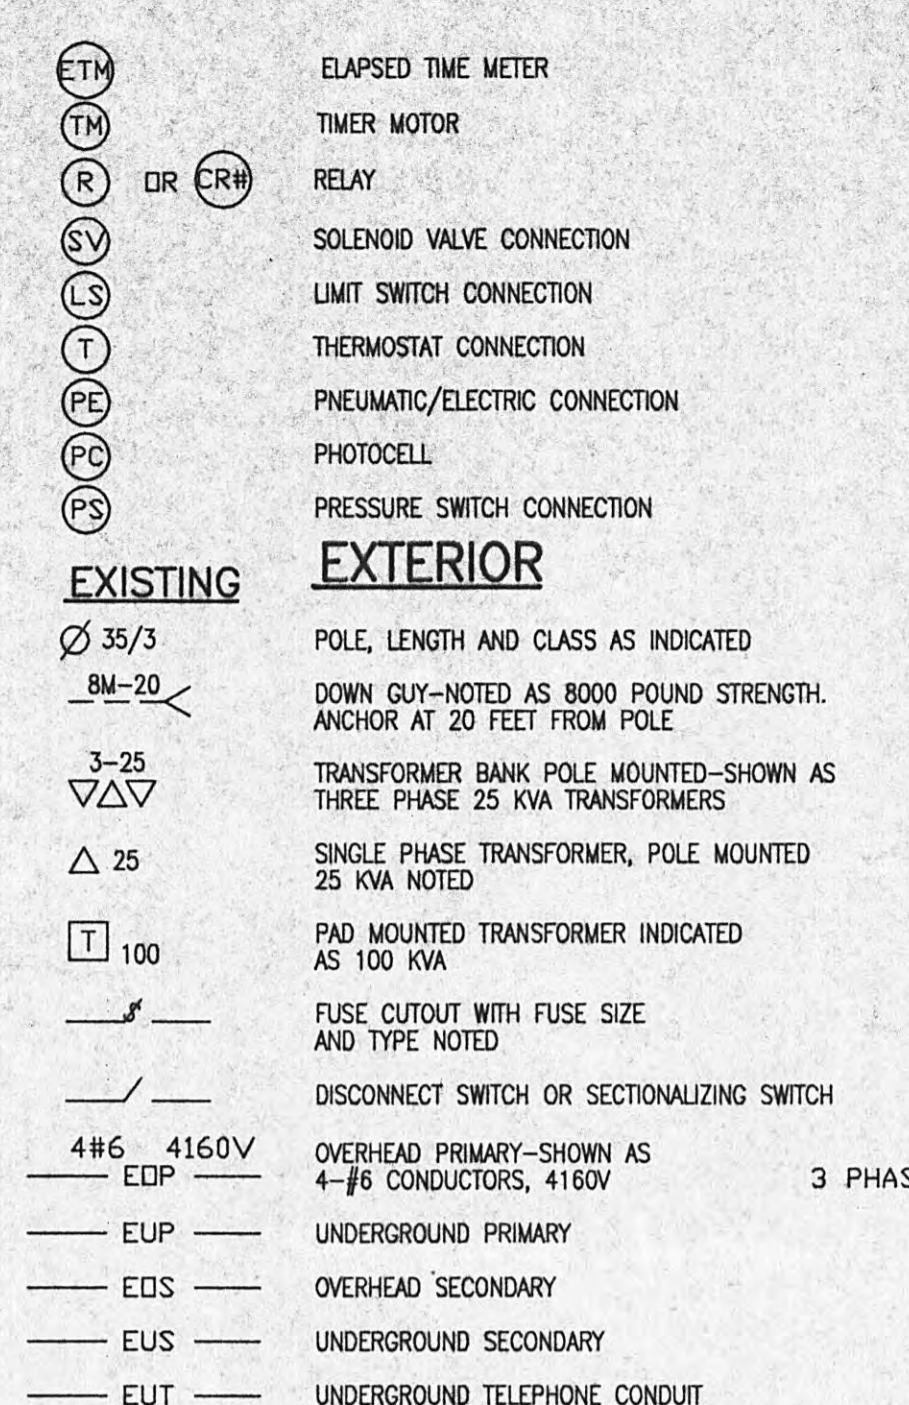 ETM ELAPSED TIME METER
TM TIMER MOTOR
R OR CR# RELAY
SV SOLENOID VALVE CONNECTION
LS LIMIT SWITCH CONNECTION
T THERMOSTAT CONNECTION
PE PNEUMATIC/ELECTRIC CONNECTION
PC PHOTOCELL
PS PRESSURE SWITCH CONNECTION
EXISTING EXTERIOR
35/3 POLE, LENGTH AND CLASS AS INDICATED
8M-20 DOWN GUY-NOTED AS 8000 POUND STRENGTH.
ANCHOR AT 20 FEET FROM POLE
3-25 TRANSFORMER BANK POLE MOUNTED-SHOWN AS
THREE PHASE 25 KVA TRANSFORMERS
25 SINGLE PHASE TRANSFORMER, POLE MOUNTED
25 KVA NOTED
T 100 PAD MOUNTED TRANSFORMER INDICATED
AS 100 KVA
FUSE CUTOUT WITH FUSE SIZE
AND TYPE NOTED
DISCONNECT SWITCH OR SECTIONALIZING SWITCH
4#6 4160V OVERHEAD PRIMARY-SHOWN AS
EOP 4-#6 CONDUCTORS, 4160V 3 PHAS
EUP UNDERGROUND PRIMARY
EOS OVERHEAD SECONDARY
EUS UNDERGROUND SECONDARY
EUT UNDERGROUND TELEPHONE CONDUIT